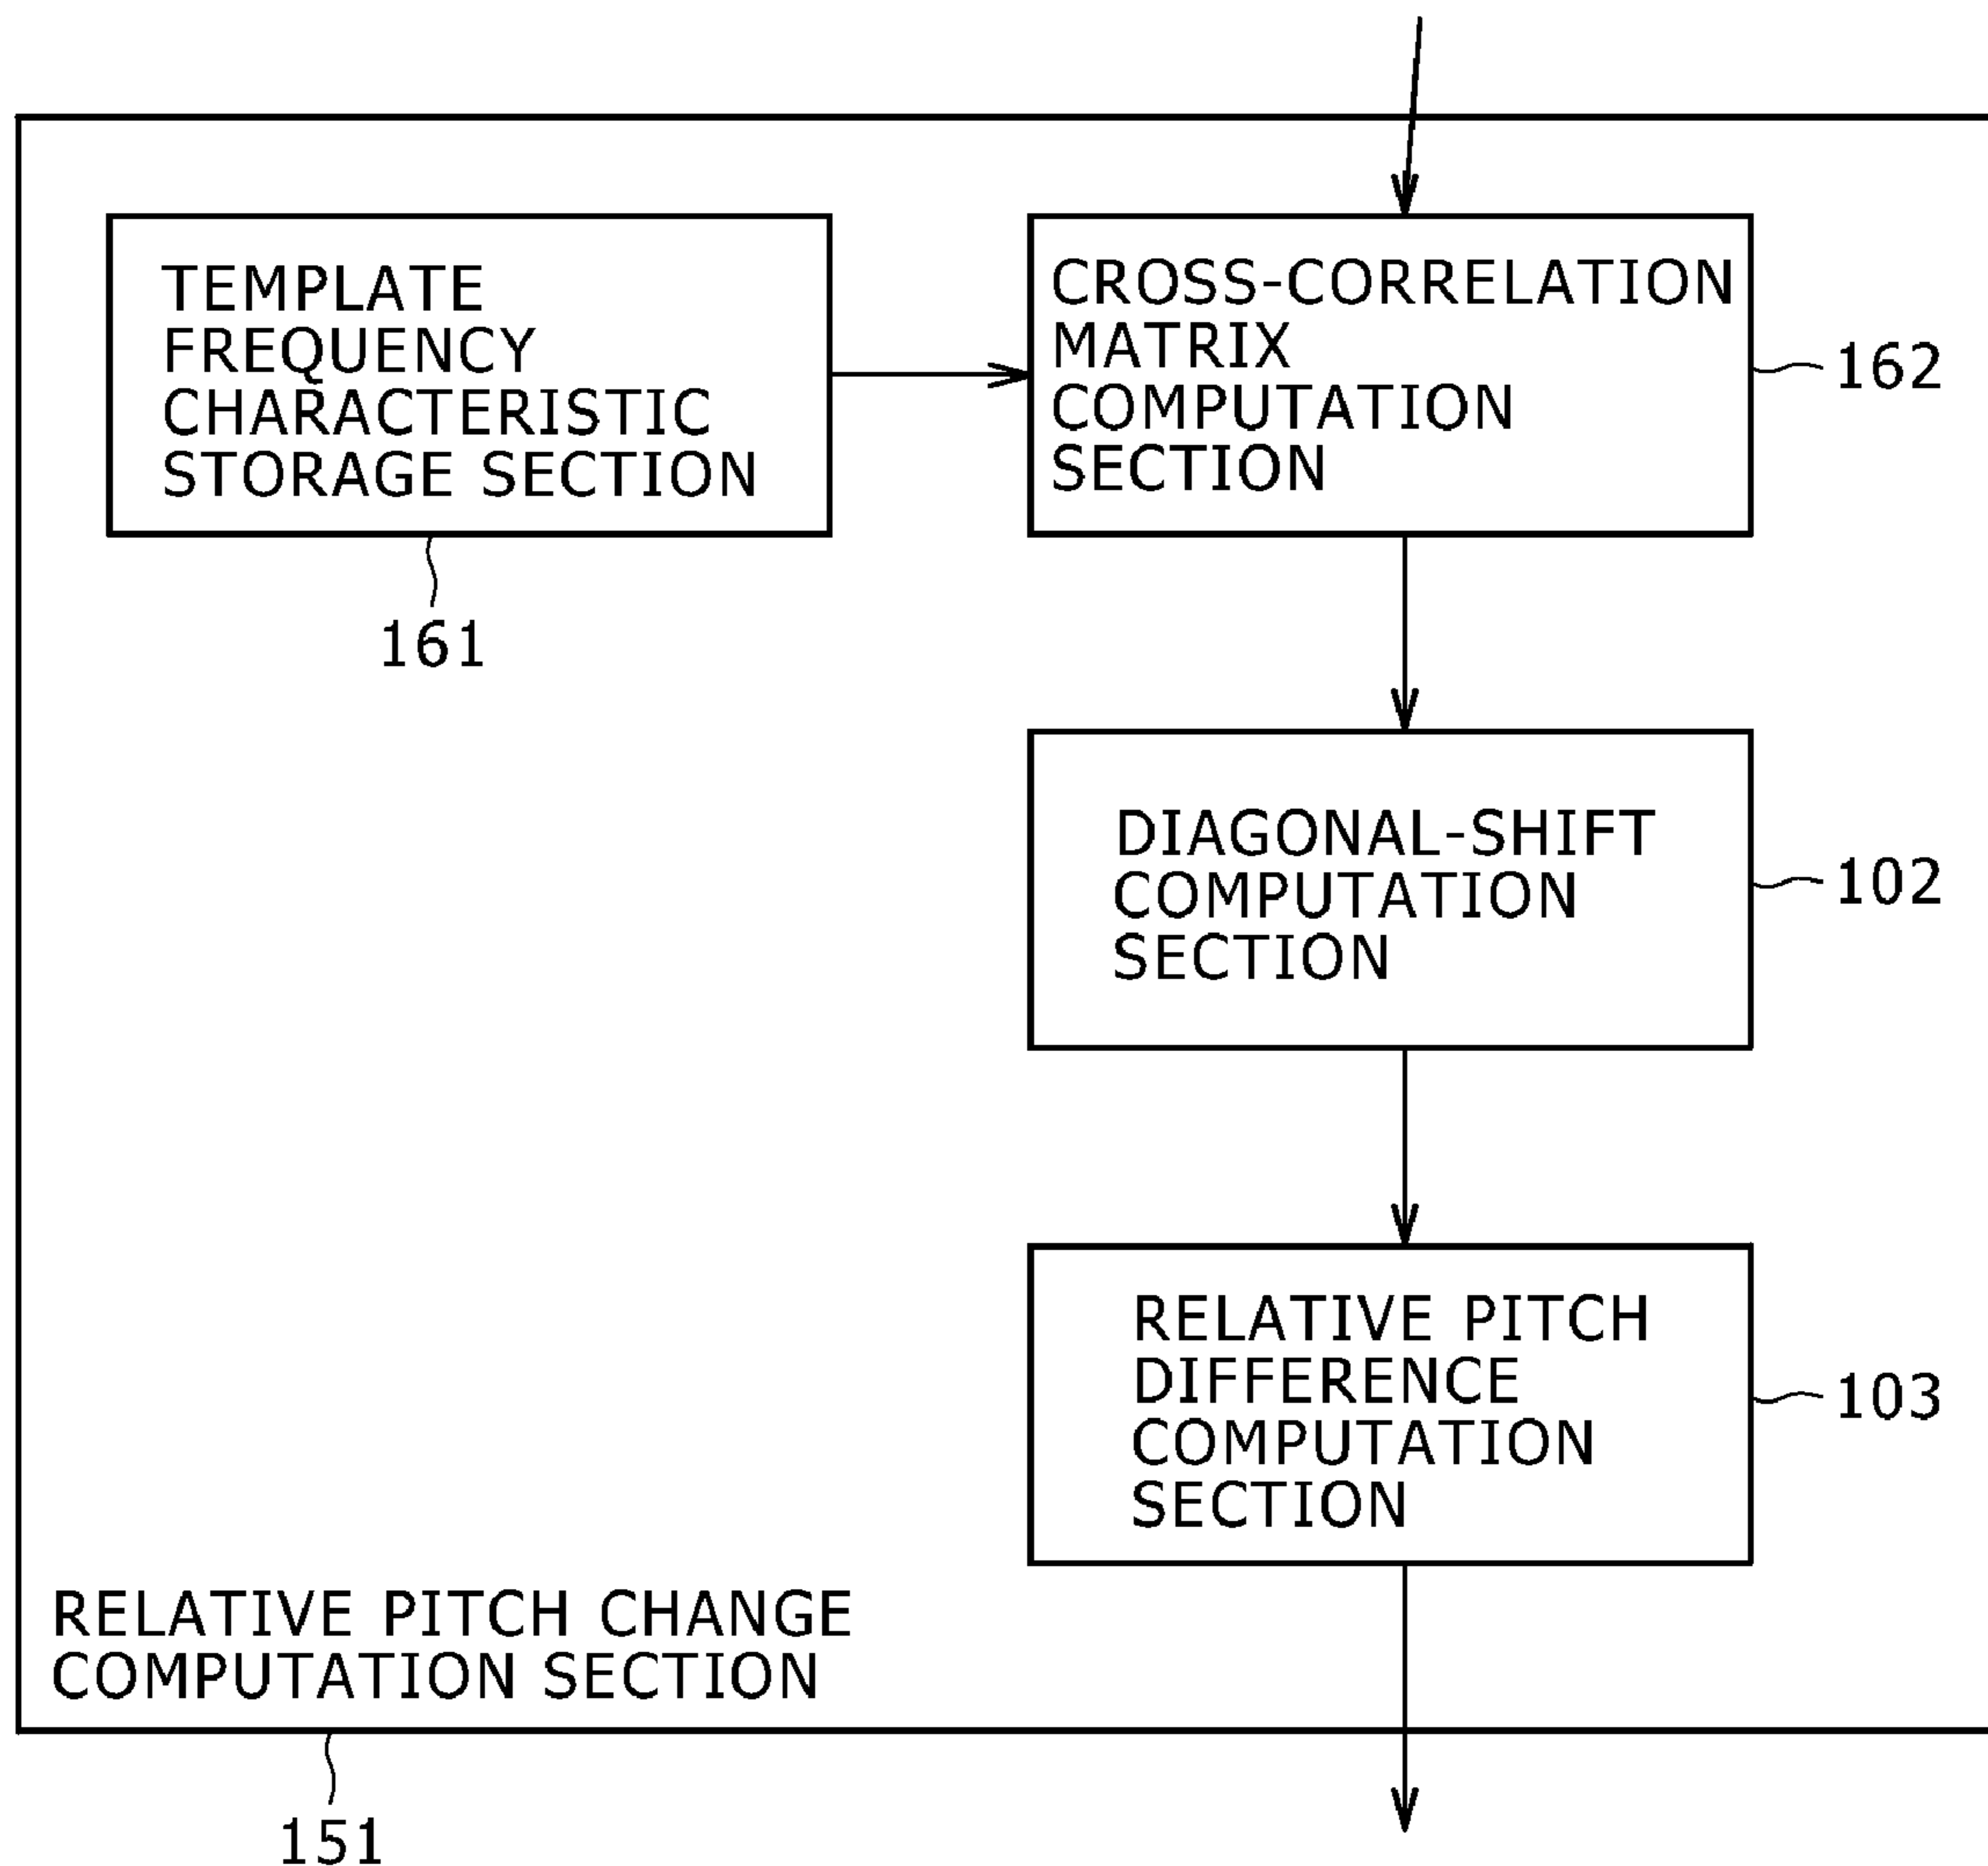 TEMPLATE
FREQUENCY
CHARACTERISTIC
STORAGE SECTION
161
CROSS-CORRELATION
MATRIX
COMPUTATION
SECTION
162
DIAGONAL-SHIFT
COMPUTATION
SECTION
102
RELATIVE PITCH
DIFFERENCE
COMPUTATION
SECTION
103
RELATIVE PITCH CHANGE
COMPUTATION SECTION
151